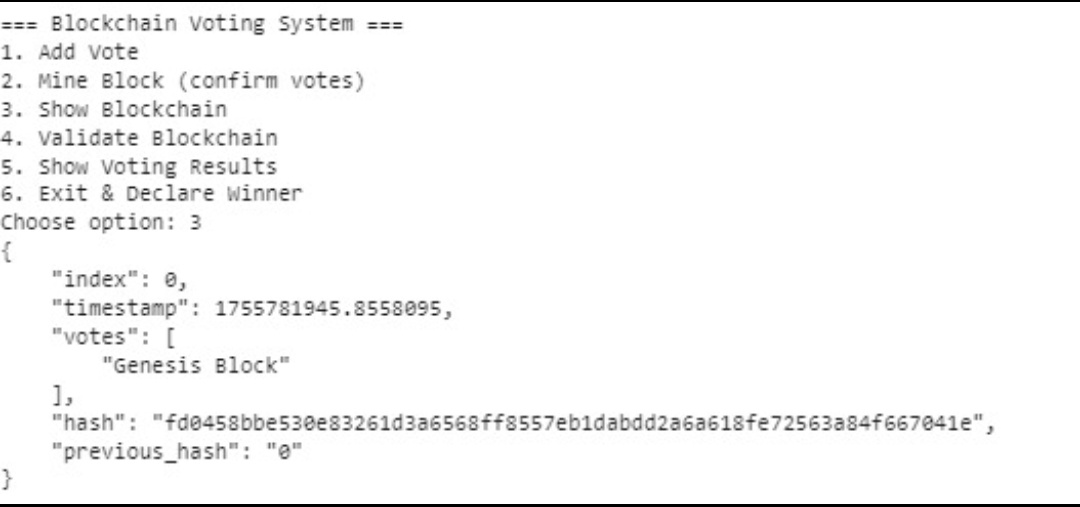 === Blockchain Voting System ===
1. Add Vote
2. Mine Block (confirm votes)
3. Show Blockchain
4. Validate Blockchain
5. Show Voting Results
6. Exit & Declare Winner
Choose option: 3
{
    "index": 0,
    "timestamp": 1755781945.8558095,
    "votes": [
        "Genesis Block"
    ],
    "hash": "fd0458bbe530e83261d3a6568ff8557eb1dabdd2a6a618fe72563a84f667041e",
    "previous_hash": "0"
}